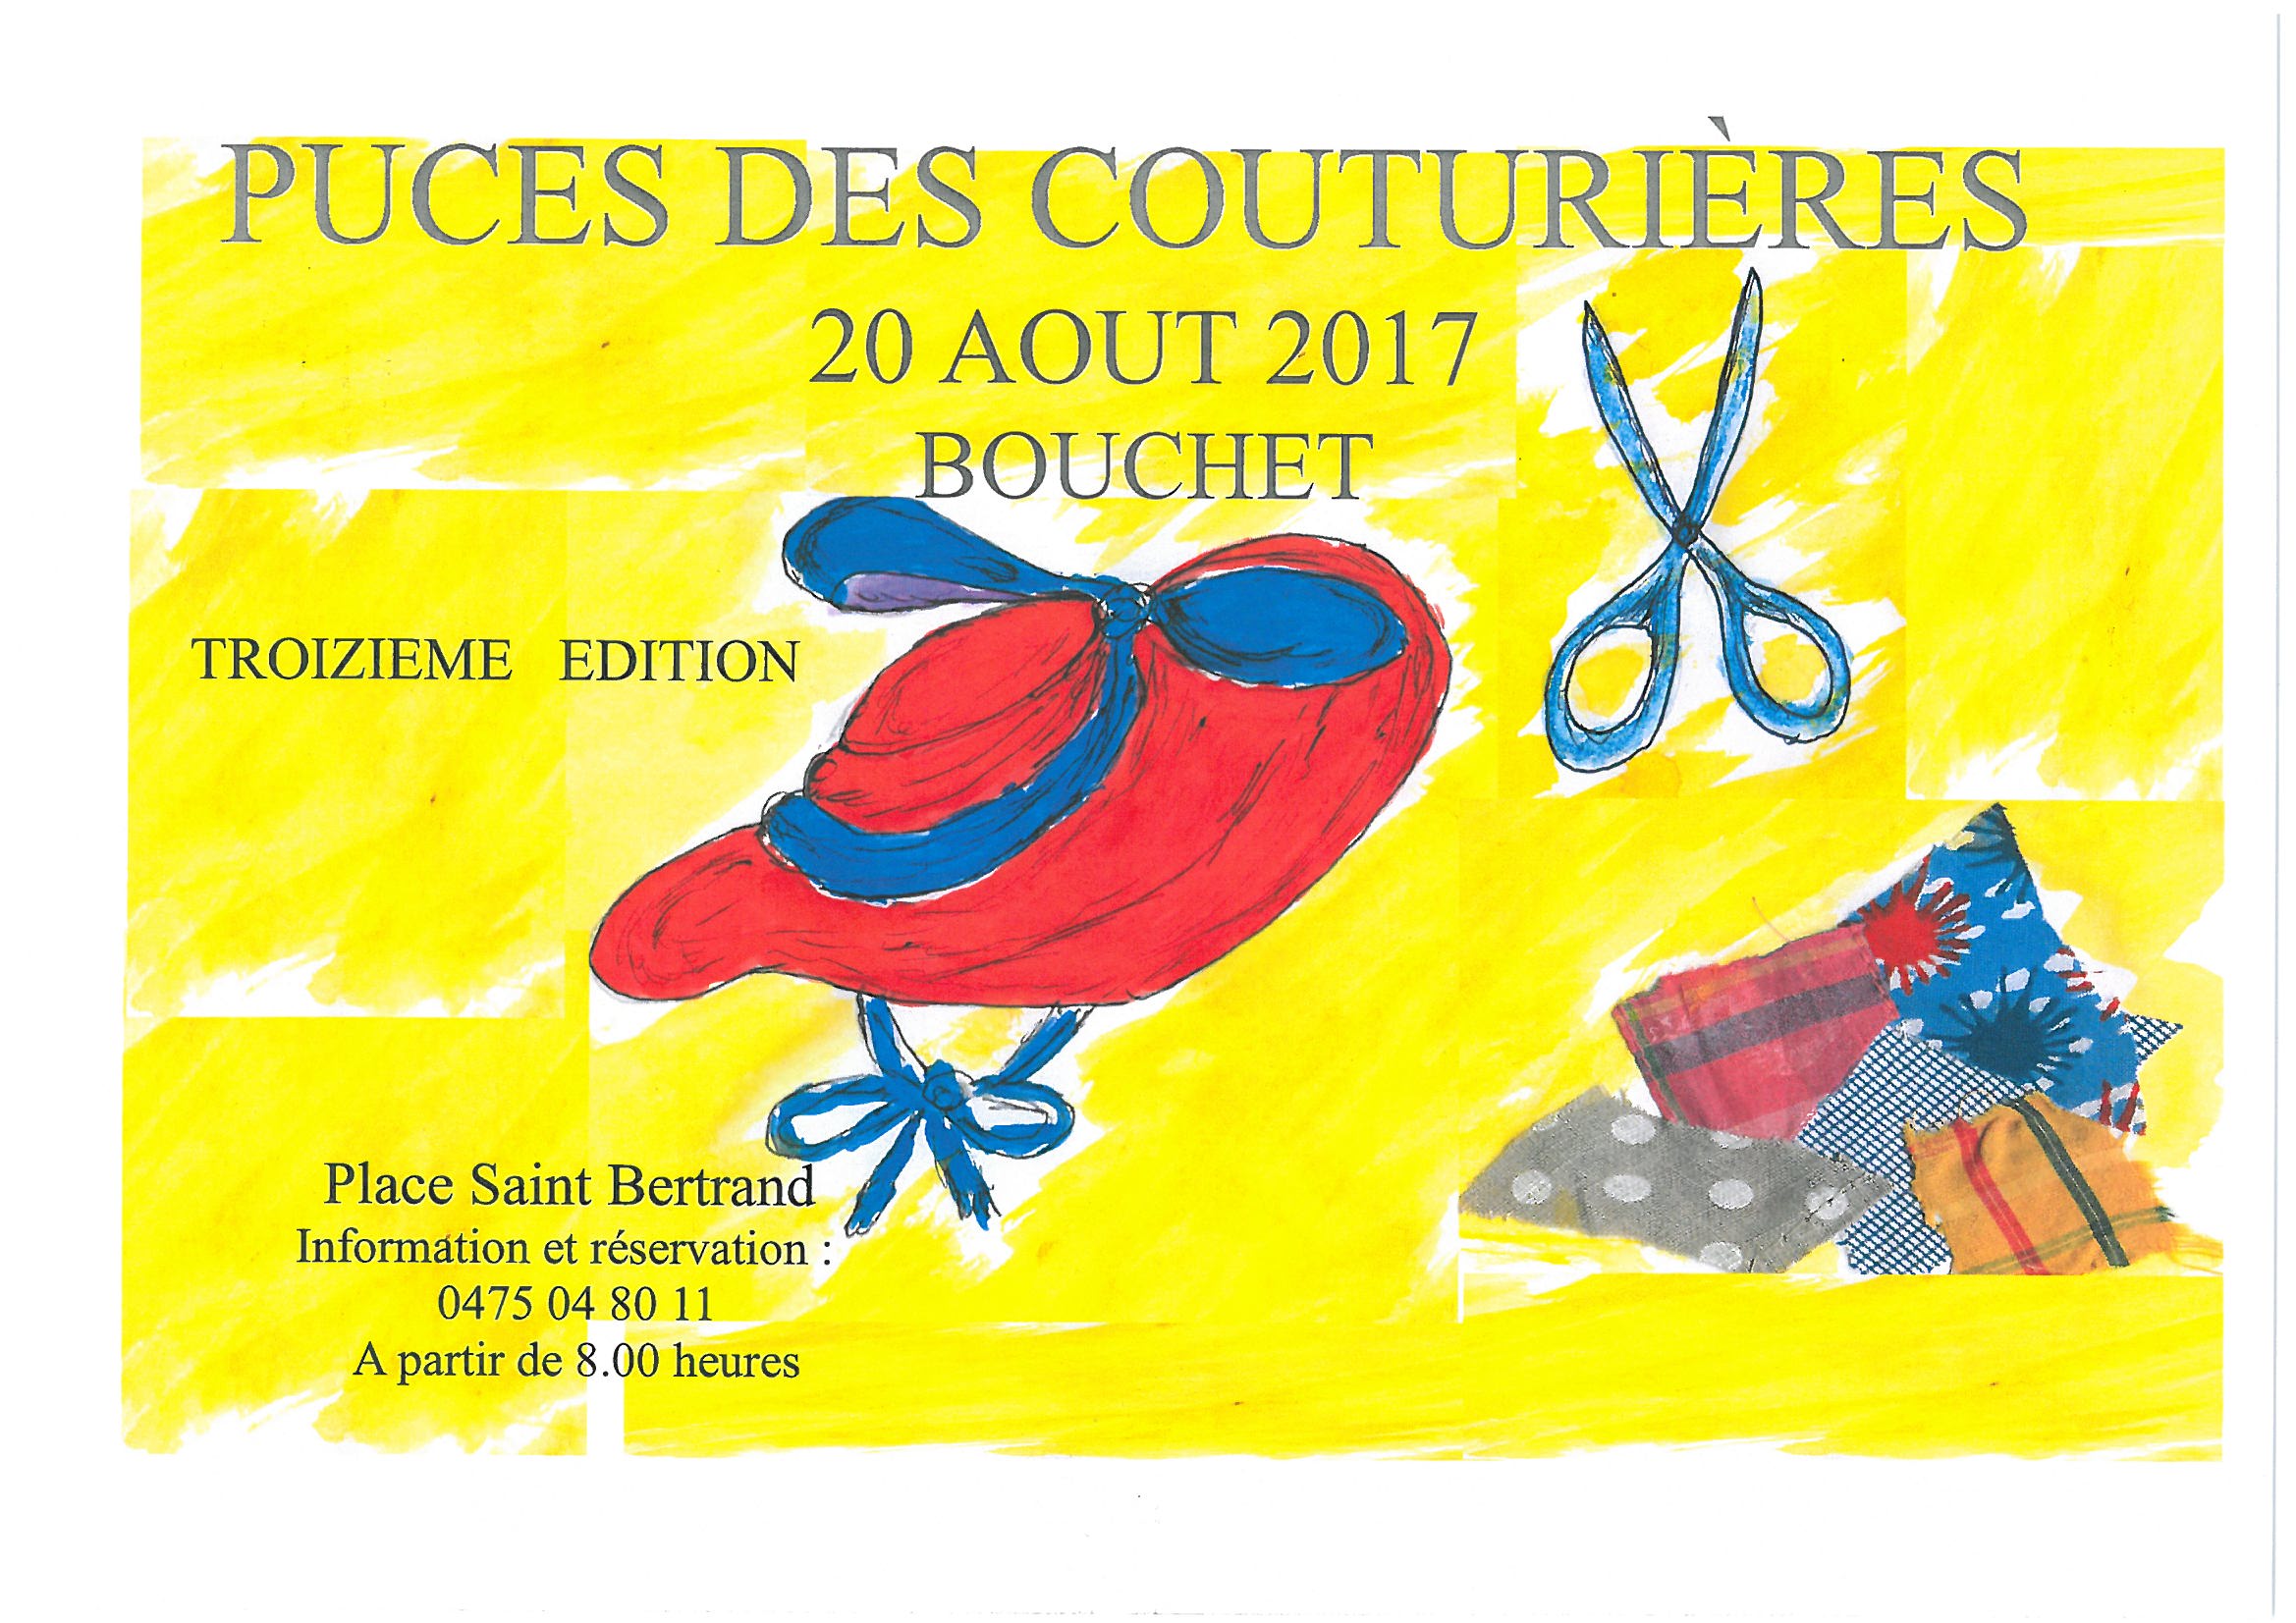 PUCES DES COUTURIÈRES
20 AOUT 2017
BOUCHET
TROIZIEME EDITION
Place Saint Bertrand
Information et réservation :
0475 04 80 11
A partir de 8.00 heures